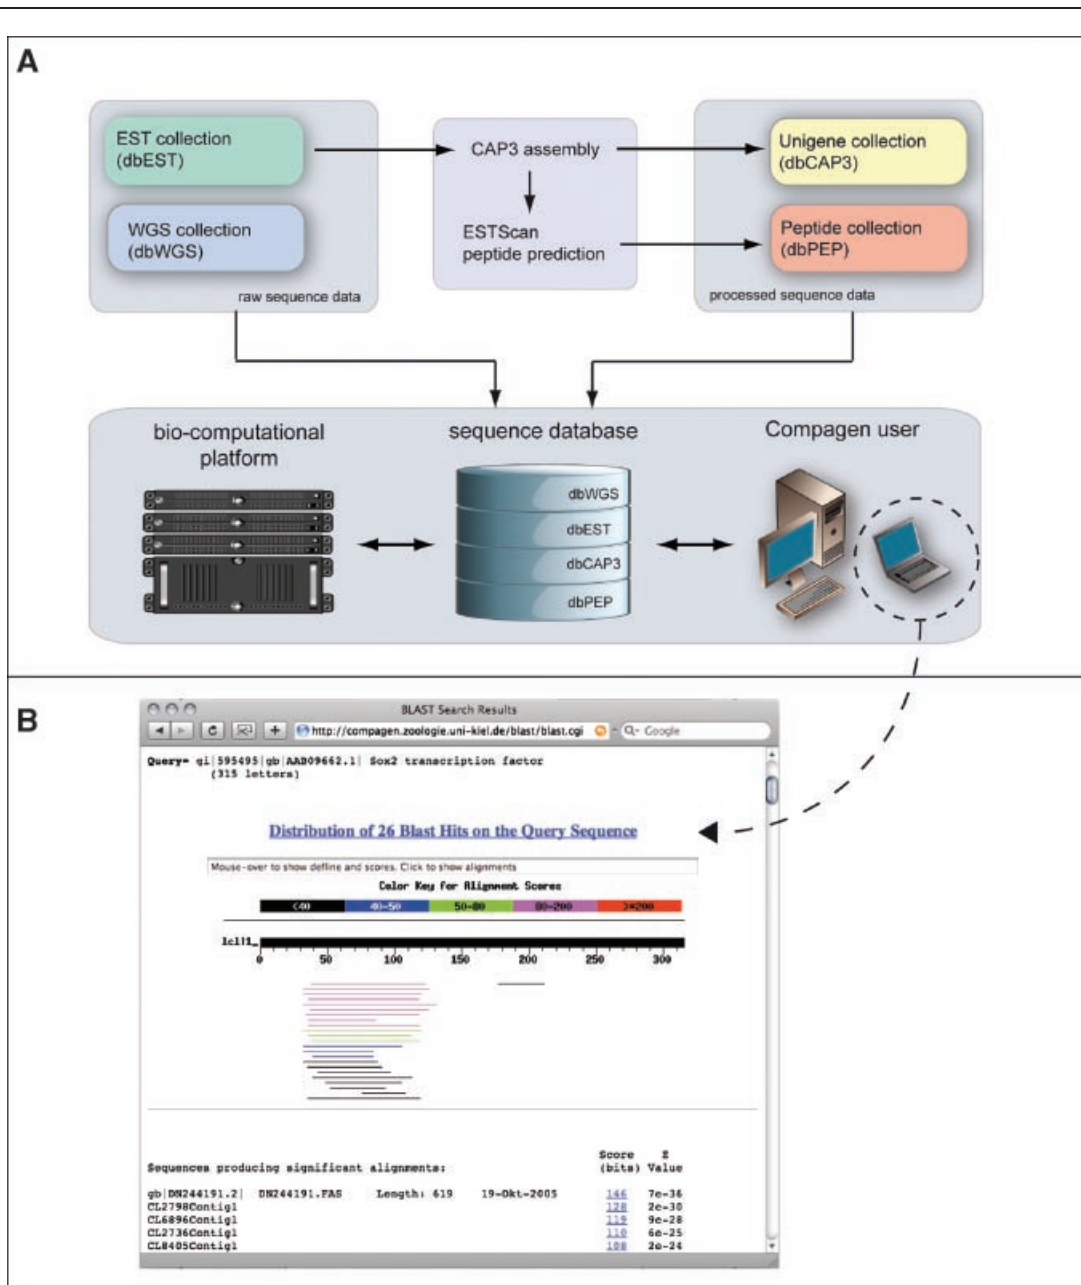 A
EST collection
(dbEST)
WGS collection
(dbWGS)
raw sequence data
CAP3 assembly
ESTScan
peptide prediction
Unigene collection
(dbCAP3)
Peptide collection
(dbPEP)
processed sequence data
bio-computational
platform
sequence database
dbWGS
dbEST
dbCAP3
dbPEP
Compagen user
B
BLAST Search Results
http://compagen.zoologie.uni-kiel.de/blast/blast.cgi
Q- Google
Query= gi|595495|gb|AAB09662.1| Sox2 transcription factor
(315 letters)
Distribution of 26 Blast Hits on the Query Sequence
Mouse-over to show defline and scores. Click to show alignments
Color Key for Alignment Scores
<40 40-50 50-80 80-200 >=200
lcl|1_
0 50 100 150 200 250 300
Score E
Sequences producing significant alignments: (bits) Value
gb|DN244191.2| DN244191.FAS Length: 619 19-Okt-2005 146 7e-36
CL2798Contig1 128 2e-30
CL6896Contig1 119 9e-28
CL2736Contig1 110 6e-25
CL8405Contig1 108 2e-24